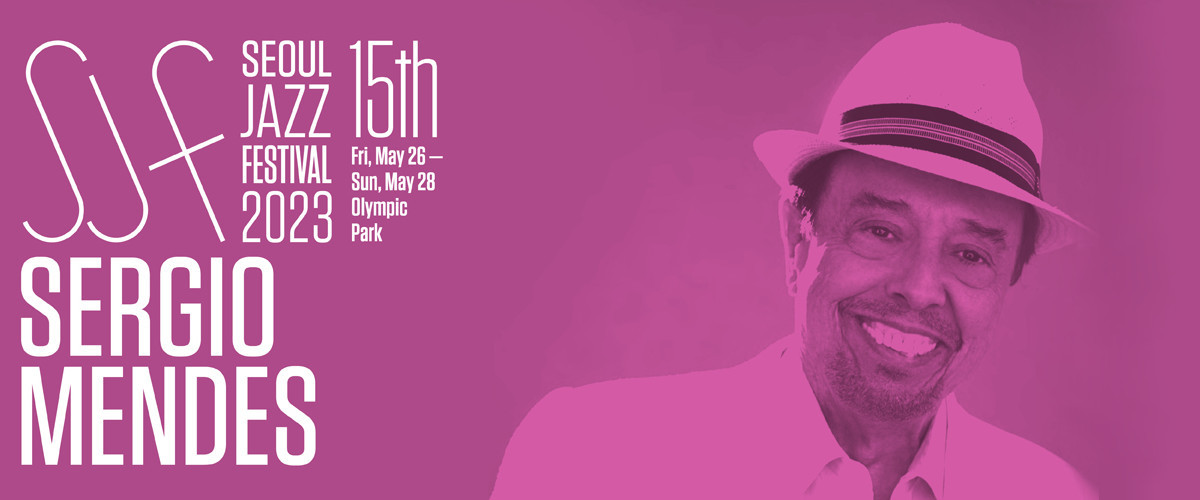 SJF
SEOUL
JAZZ
FESTIVAL
2023
15th
Fri, May 26 —
Sun, May 28
Olympic
Park
SERGIO
MENDES